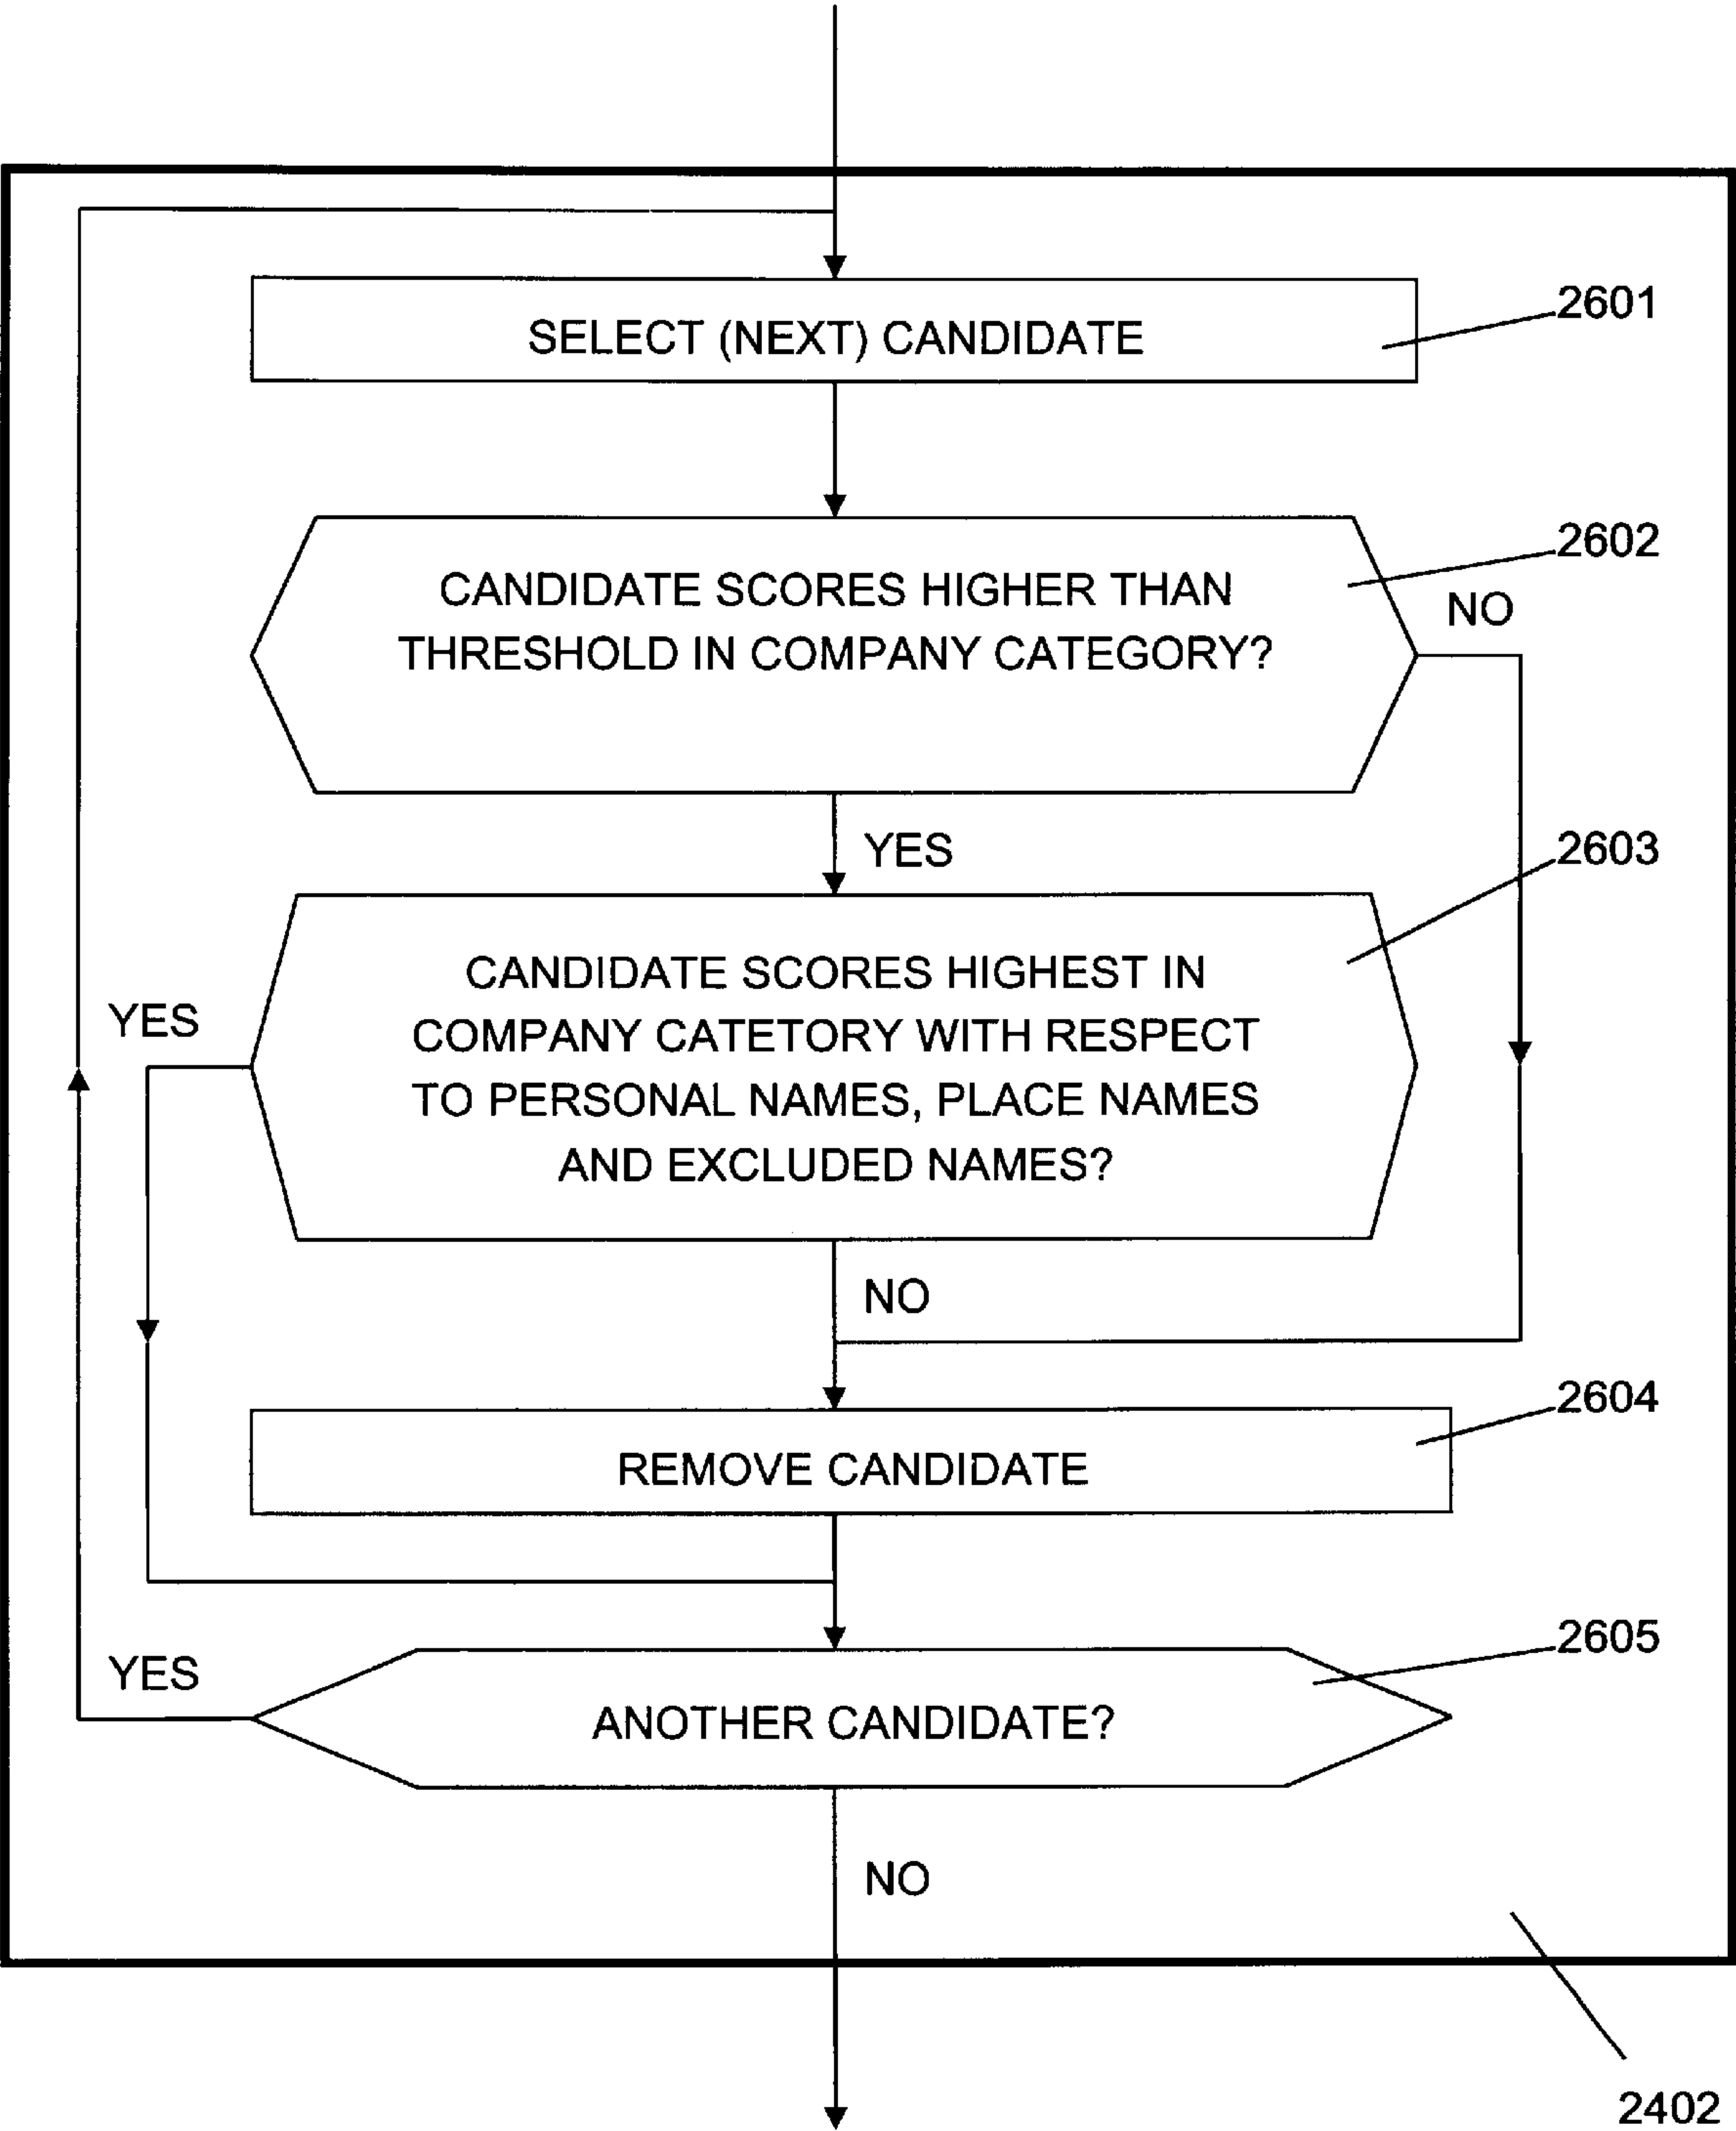 2601
SELECT (NEXT) CANDIDATE
2602
CANDIDATE SCORES HIGHER THAN
THRESHOLD IN COMPANY CATEGORY?
NO
YES
2603
CANDIDATE SCORES HIGHEST IN
COMPANY CATETORY WITH RESPECT
TO PERSONAL NAMES, PLACE NAMES
AND EXCLUDED NAMES?
YES
NO
2604
REMOVE CANDIDATE
2605
YES
ANOTHER CANDIDATE?
NO
2402